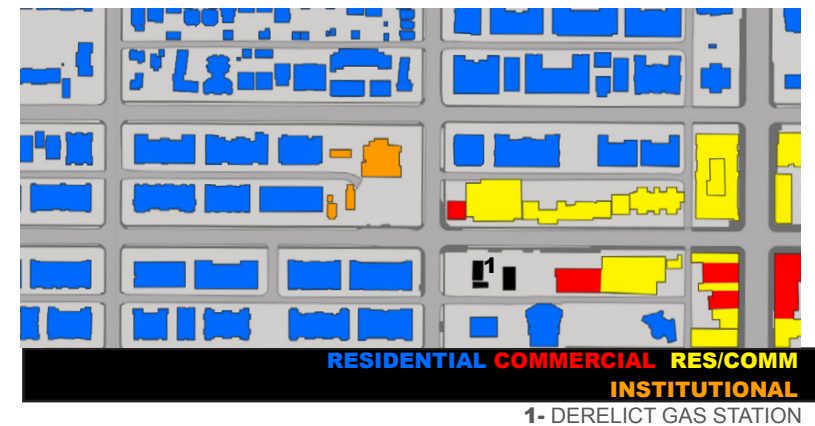 1
RESIDENTIAL COMMERCIAL RES/COMM
INSTITUTIONAL
1- DERELICT GAS STATION